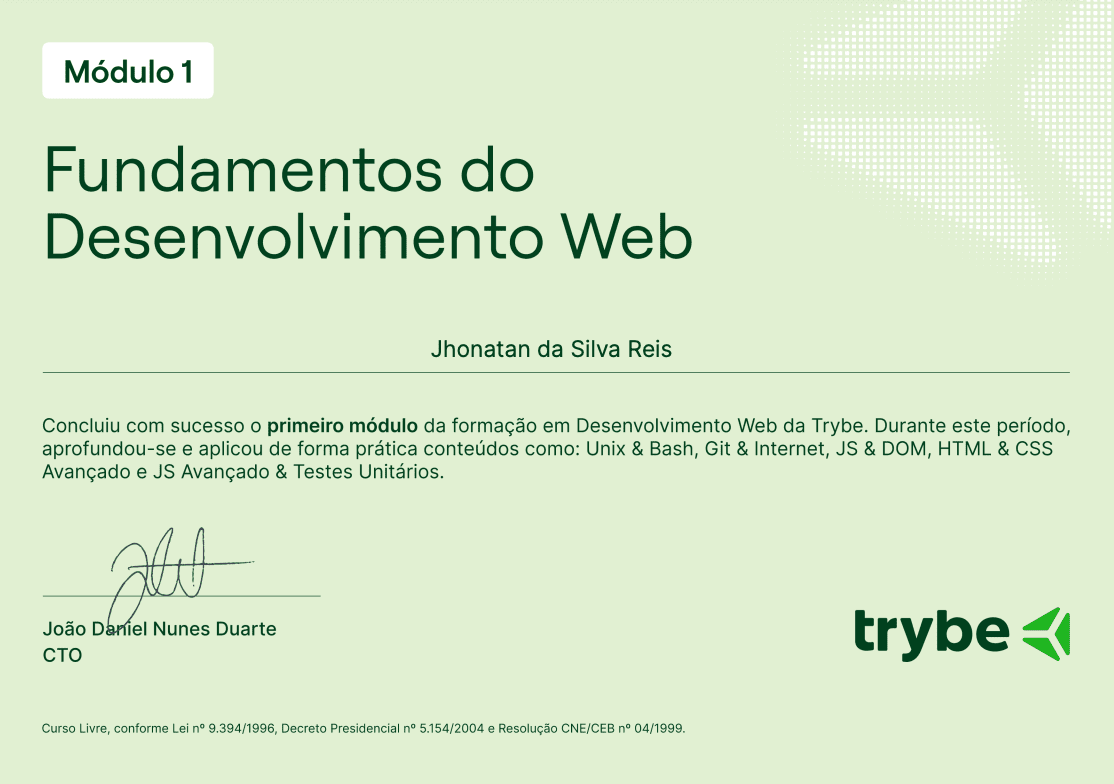 Módulo 1
Fundamentos do
Desenvolvimento Web
Jhonatan da Silva Reis
Concluiu com sucesso o primeiro módulo da formação em Desenvolvimento Web da Trybe. Durante este período,
aprofundou-se e aplicou de forma prática conteúdos como: Unix & Bash, Git & Internet, JS & DOM, HTML & CSS
Avançado e JS Avançado & Testes Unitários.
João Daniel Nunes Duarte
CTO
trybe
Curso Livre, conforme Lei nº 9.394/1996, Decreto Presidencial nº 5.154/2004 e Resolução CNE/CEB nº 04/1999.